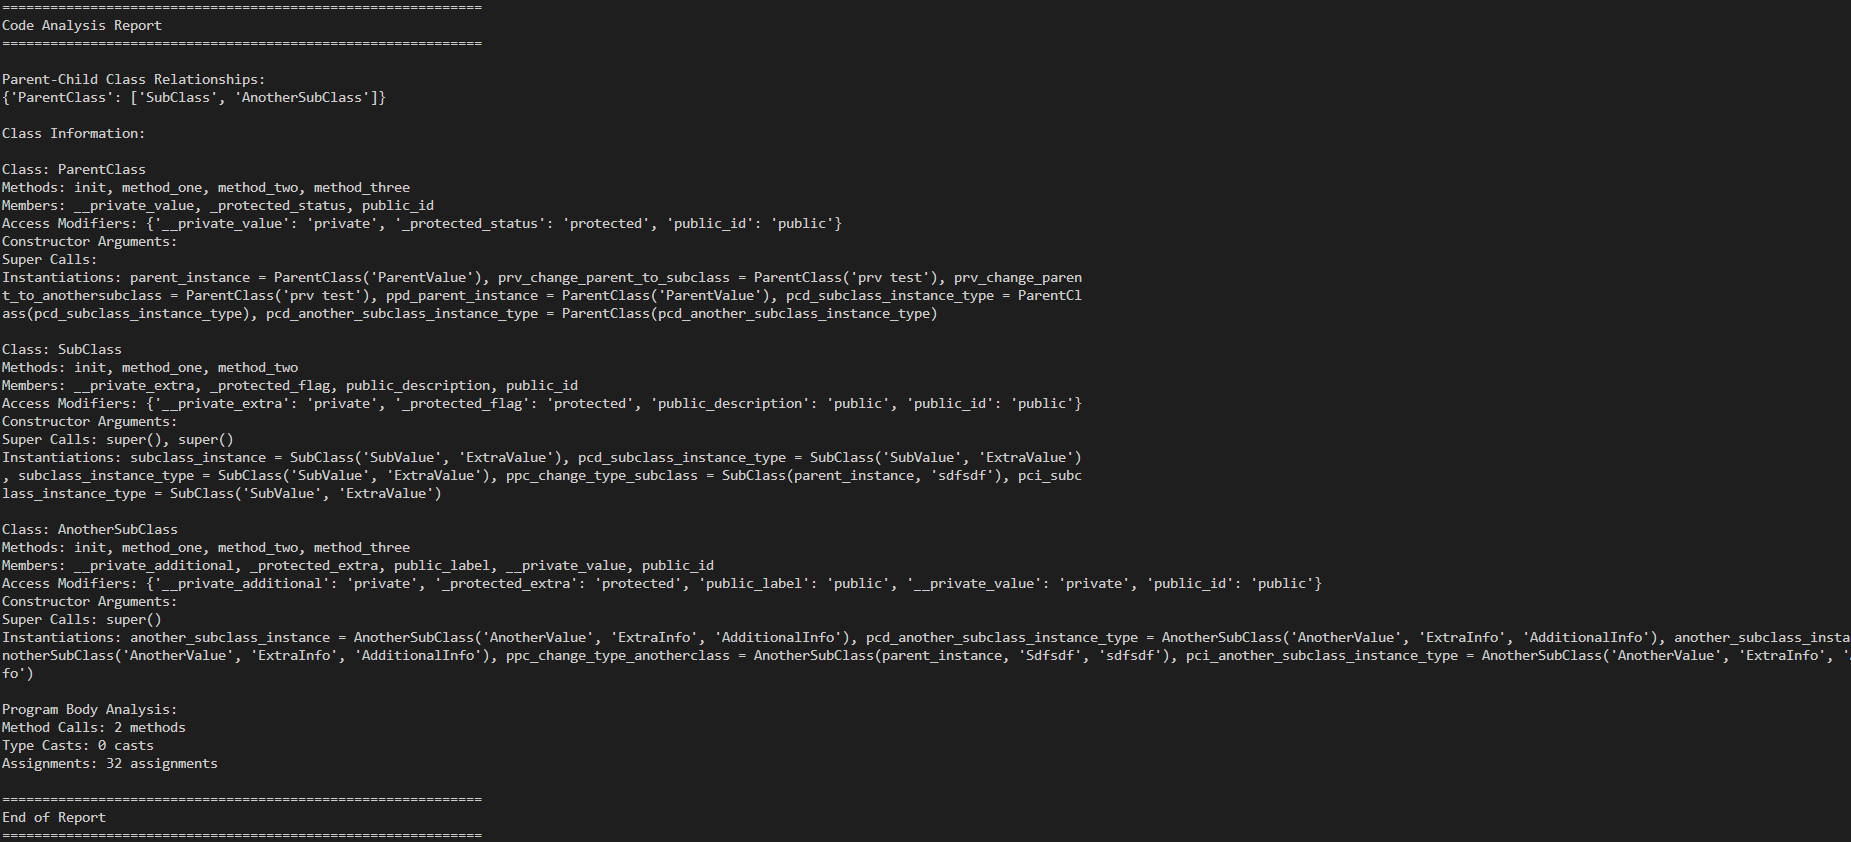 ============================================================
Code Analysis Report
============================================================
Parent-Child Class Relationships:
{'ParentClass': ['SubClass', 'AnotherSubClass']}
Class Information:
Class: ParentClass
Methods: init, method_one, method_two, method_three
Members: __private_value, _protected_status, public_id
Access Modifiers: {'__private_value': 'private', '_protected_status': 'protected', 'public_id': 'public'}
Constructor Arguments:
Super Calls:
Instantiations: parent_instance = ParentClass('ParentValue'), prv_change_parent_to_subclass = ParentClass('prv test'), prv_change_paren
t_to_anothersubclass = ParentClass('prv test'), ppd_parent_instance = ParentClass('ParentValue'), pcd_subclass_instance_type = ParentCl
ass(pcd_subclass_instance_type), pcd_another_subclass_instance_type = ParentClass(pcd_another_subclass_instance_type)
Class: SubClass
Methods: init, method_one, method_two
Members: __private_extra, _protected_flag, public_description, public_id
Access Modifiers: {'__private_extra': 'private', '_protected_flag': 'protected', 'public_description': 'public', 'public_id': 'public'}
Constructor Arguments:
Super Calls: super(), super()
Instantiations: subclass_instance = SubClass('SubValue', 'ExtraValue'), pcd_subclass_instance_type = SubClass('SubValue', 'ExtraValue')
, subclass_instance_type = SubClass('SubValue', 'ExtraValue'), ppc_change_type_subclass = SubClass(parent_instance, 'sdfsdf'), pci_subc
lass_instance_type = SubClass('SubValue', 'ExtraValue')
Class: AnotherSubClass
Methods: init, method_one, method_two, method_three
Members: __private_additional, _protected_extra, public_label, __private_value, public_id
Access Modifiers: {'__private_additional': 'private', '_protected_extra': 'protected', 'public_label': 'public', '__private_value': 'private', 'public_id': 'public'}
Constructor Arguments:
Super Calls: super()
Instantiations: another_subclass_instance = AnotherSubClass('AnotherValue', 'ExtraInfo', 'AdditionalInfo'), pcd_another_subclass_instance_type = AnotherSubClass('AnotherValue', 'ExtraInfo', 'AdditionalInfo'), another_subclass_insta
notherSubClass('AnotherValue', 'ExtraInfo', 'AdditionalInfo'), ppc_change_type_anotherclass = AnotherSubClass(parent_instance, 'Sdfsdf', 'sdfsdf'), pci_another_subclass_instance_type = AnotherSubClass('AnotherValue', 'ExtraInfo', '
fo')
Program Body Analysis:
Method Calls: 2 methods
Type Casts: 0 casts
Assignments: 32 assignments
============================================================
End of Report
============================================================